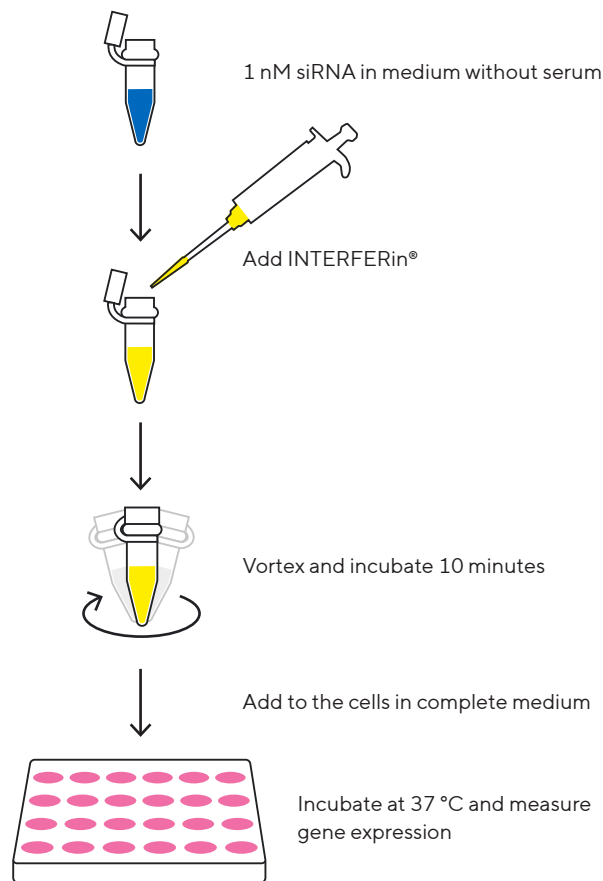 1 nM siRNA in medium without serum
Add INTERFERin®
Vortex and incubate 10 minutes
Add to the cells in complete medium
Incubate at 37 °C and measure
gene expression